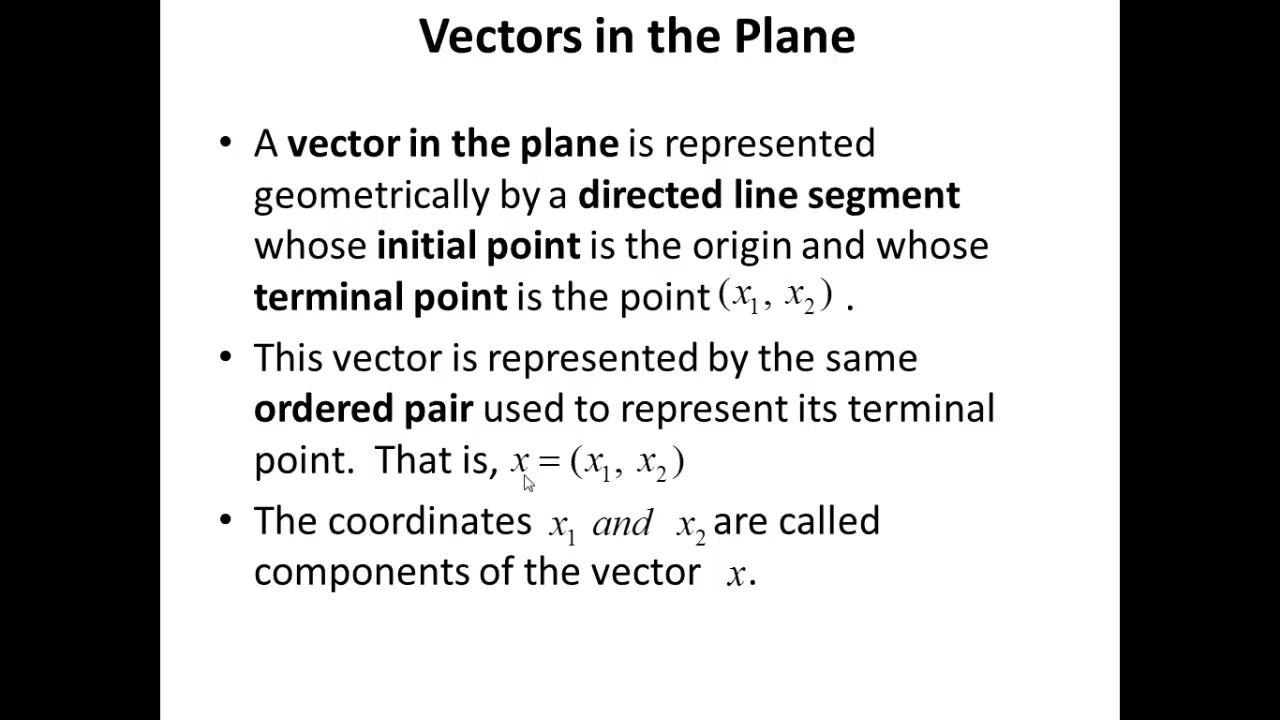 Vectors in the Plane
• A vector in the plane is represented
geometrically by a directed line segment
whose initial point is the origin and whose
terminal point is the point (x₁, x₂) .
• This vector is represented by the same
ordered pair used to represent its terminal
point. That is, x = (x₁, x₂)
• The coordinates x₁ and x₂ are called
components of the vector x.